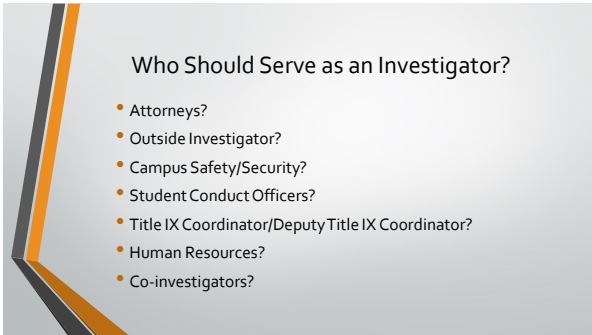 Who Should Serve as an Investigator?
• Attorneys?
• Outside Investigator?
• Campus Safety/Security?
• Student Conduct Officers?
• Title IX Coordinator/Deputy Title IX Coordinator?
• Human Resources?
• Co-investigators?